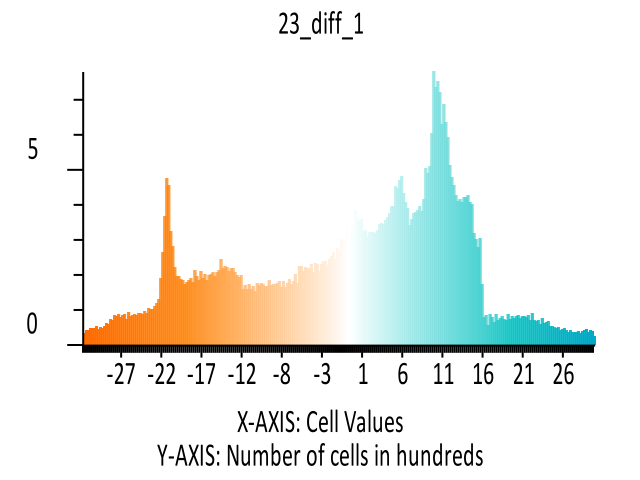 23_diff_1
5
0
-27 -22 -17 -12 -8 -3 1 6 11 16 21 26
X-AXIS: Cell Values
Y-AXIS: Number of cells in hundreds